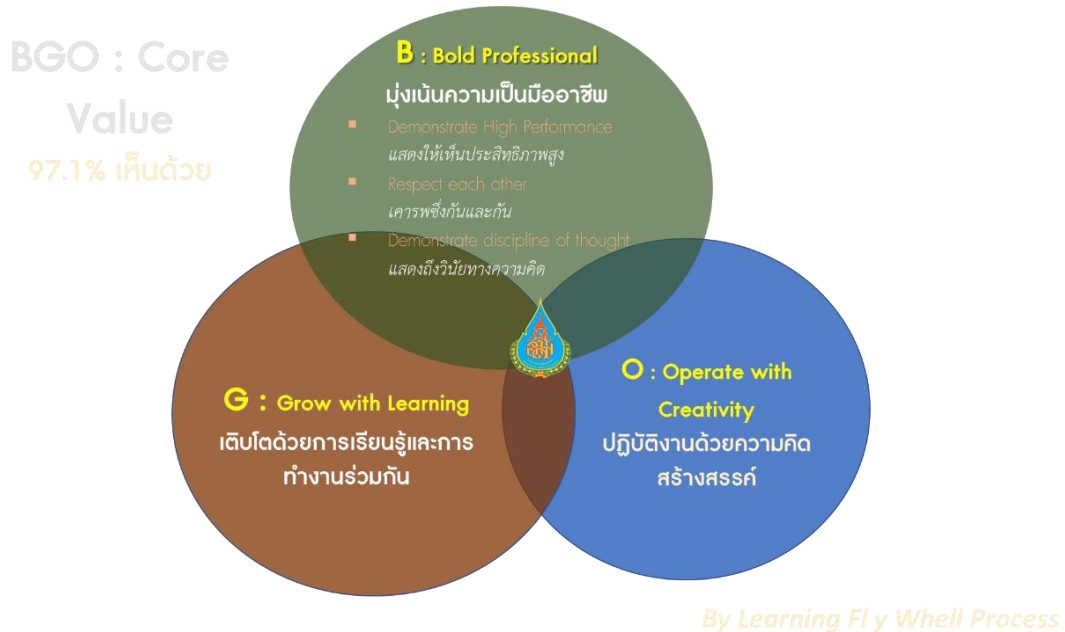 BGO : Core
Value
97.1% เห็นด้วย
B : Bold Professional
มุ่งเน้นความเป็นมืออาชีพ
Demonstrate High Performance
แสดงให้เห็นประสิทธิภาพสูง
Respect each other
เคารพซึ่งกันและกัน
Demonstrate discipline of thought
แสดงถึงวินัยทางความคิด
G : Grow with Learning
เติบโตด้วยการเรียนรู้และการ
ทำงานร่วมกัน
O : Operate with
Creativity
ปฏิบัติงานด้วยความคิด
สร้างสรรค์
By Learning Fl y Whell Process